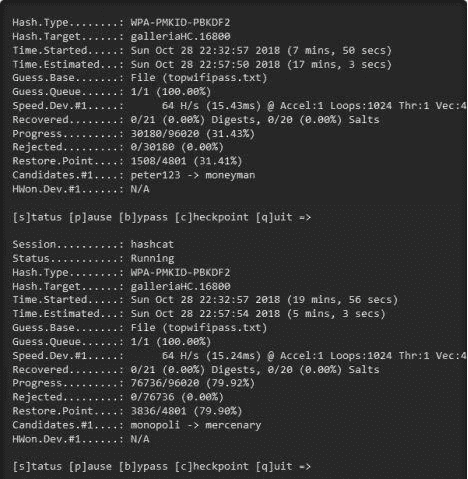 Hash.Type........: WPA-PMKID-PBKDF2
Hash.Target......: galleriaHC.16800
Time.Started.....: Sun Oct 28 22:32:57 2018 (7 mins, 50 secs)
Time.Estimated...: Sun Oct 28 22:57:50 2018 (17 mins, 3 secs)
Guess.Base.......: File (topwifipass.txt)
Guess.Queue......: 1/1 (100.00%)
Speed.Dev.#1.....:       64 H/s (15.43ms) @ Accel:1 Loops:1024 Thr:1 Vec:4
Recovered........: 0/21 (0.00%) Digests, 0/20 (0.00%) Salts
Progress.........: 30180/96020 (31.43%)
Rejected.........: 0/30180 (0.00%)
Restore.Point....: 1508/4801 (31.41%)
Candidates.#1....: peter123 -> moneyman
HWon.Dev.#1......: N/A
[s]tatus [p]ause [b]ypass [c]heckpoint [q]uit =>
Session..........: hashcat
Status...........: Running
Hash.Type........: WPA-PMKID-PBKDF2
Hash.Target......: galleriaHC.16800
Time.Started.....: Sun Oct 28 22:32:57 2018 (19 mins, 56 secs)
Time.Estimated...: Sun Oct 28 22:57:54 2018 (5 mins, 3 secs)
Guess.Base.......: File (topwifipass.txt)
Guess.Queue......: 1/1 (100.00%)
Speed.Dev.#1.....:       64 H/s (15.24ms) @ Accel:1 Loops:1024 Thr:1 Vec:4
Recovered........: 0/21 (0.00%) Digests, 0/20 (0.00%) Salts
Progress.........: 76736/96020 (79.92%)
Rejected.........: 0/76736 (0.00%)
Restore.Point....: 3836/4801 (79.90%)
Candidates.#1....: monopoli -> mercenary
HWon.Dev.#1......: N/A
[s]tatus [p]ause [b]ypass [c]heckpoint [q]uit =>